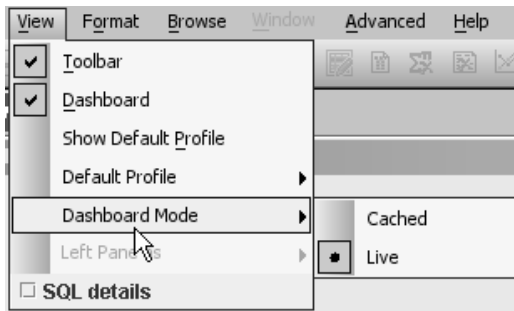 View Format Browse Window Advanced Help
Toolbar
Dashboard
Show Default Profile
Default Profile
Dashboard Mode
Cached
Left Panels
Live
SQL details